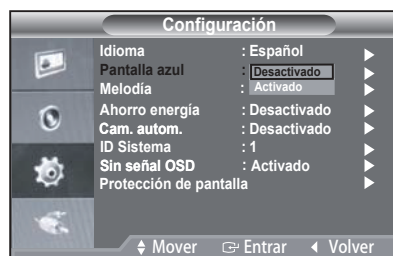 Configuración
Idioma : Español
Pantalla azul : Desactivado
Melodía : Activado
Ahorro energía : Desactivado
Cam. autom. : Desactivado
ID Sistema : 1
Sin señal OSD : Activado
Protección de pantalla
Mover Entrar Volver